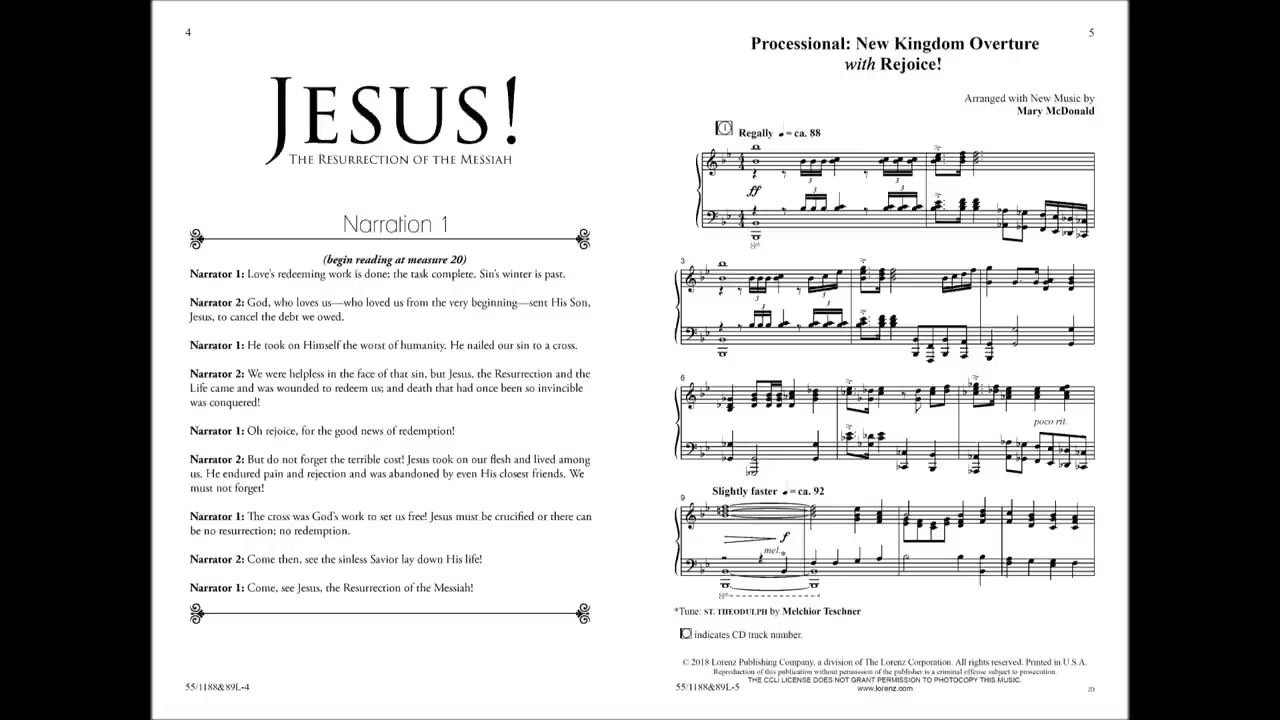 4
JESUS!
THE RESURRECTION OF THE MESSIAH
Narration 1
(begin reading at measure 20)
Narrator 1: Love's redeeming work is done; the task complete. Sin's winter is past.
Narrator 2: God, who loves us—who loved us from the very beginning—sent His Son,
Jesus, to cancel the debt we owed.
Narrator 1: He took on Himself the worst of humanity. He nailed our sin to a cross.
Narrator 2: We were helpless in the face of that sin, but Jesus, the Resurrection and the
Life came and was wounded to redeem us; and death that had once been so invincible
was conquered!
Narrator 1: Oh rejoice, for the good news of redemption!
Narrator 2: But do not forget the terrible cost! Jesus took on our flesh and lived among
us. He endured pain and rejection and was abandoned by even His closest friends. We
must not forget!
Narrator 1: The cross was God's work to set us free! Jesus must be crucified or there can
be no resurrection; no redemption.
Narrator 2: Come then, see the sinless Savior lay down His life!
Narrator 1: Come, see Jesus, the Resurrection of the Messiah!
55/1188&89L-4
5
Processional: New Kingdom Overture
with Rejoice!
Arranged with New Music by
Mary McDonald
1
Regally ♩ = ca. 88
3
3
ff
3
3
8vb
3
3
3
3
3
6
poco rit.
9
Slightly faster ♩ = ca. 92
f
mel.*
8vb
*Tune: ST. THEODULPH by Melchior Teschner
indicates CD track number.
© 2018 Lorenz Publishing Company, a division of The Lorenz Corporation. All rights reserved. Printed in U.S.A.
Reproduction of this publication without permission of the publisher is a criminal offense subject to prosecution.
THE CCLI LICENSE DOES NOT GRANT PERMISSION TO PHOTOCOPY THIS MUSIC.
www.lorenz.com
55/1188&89L-5